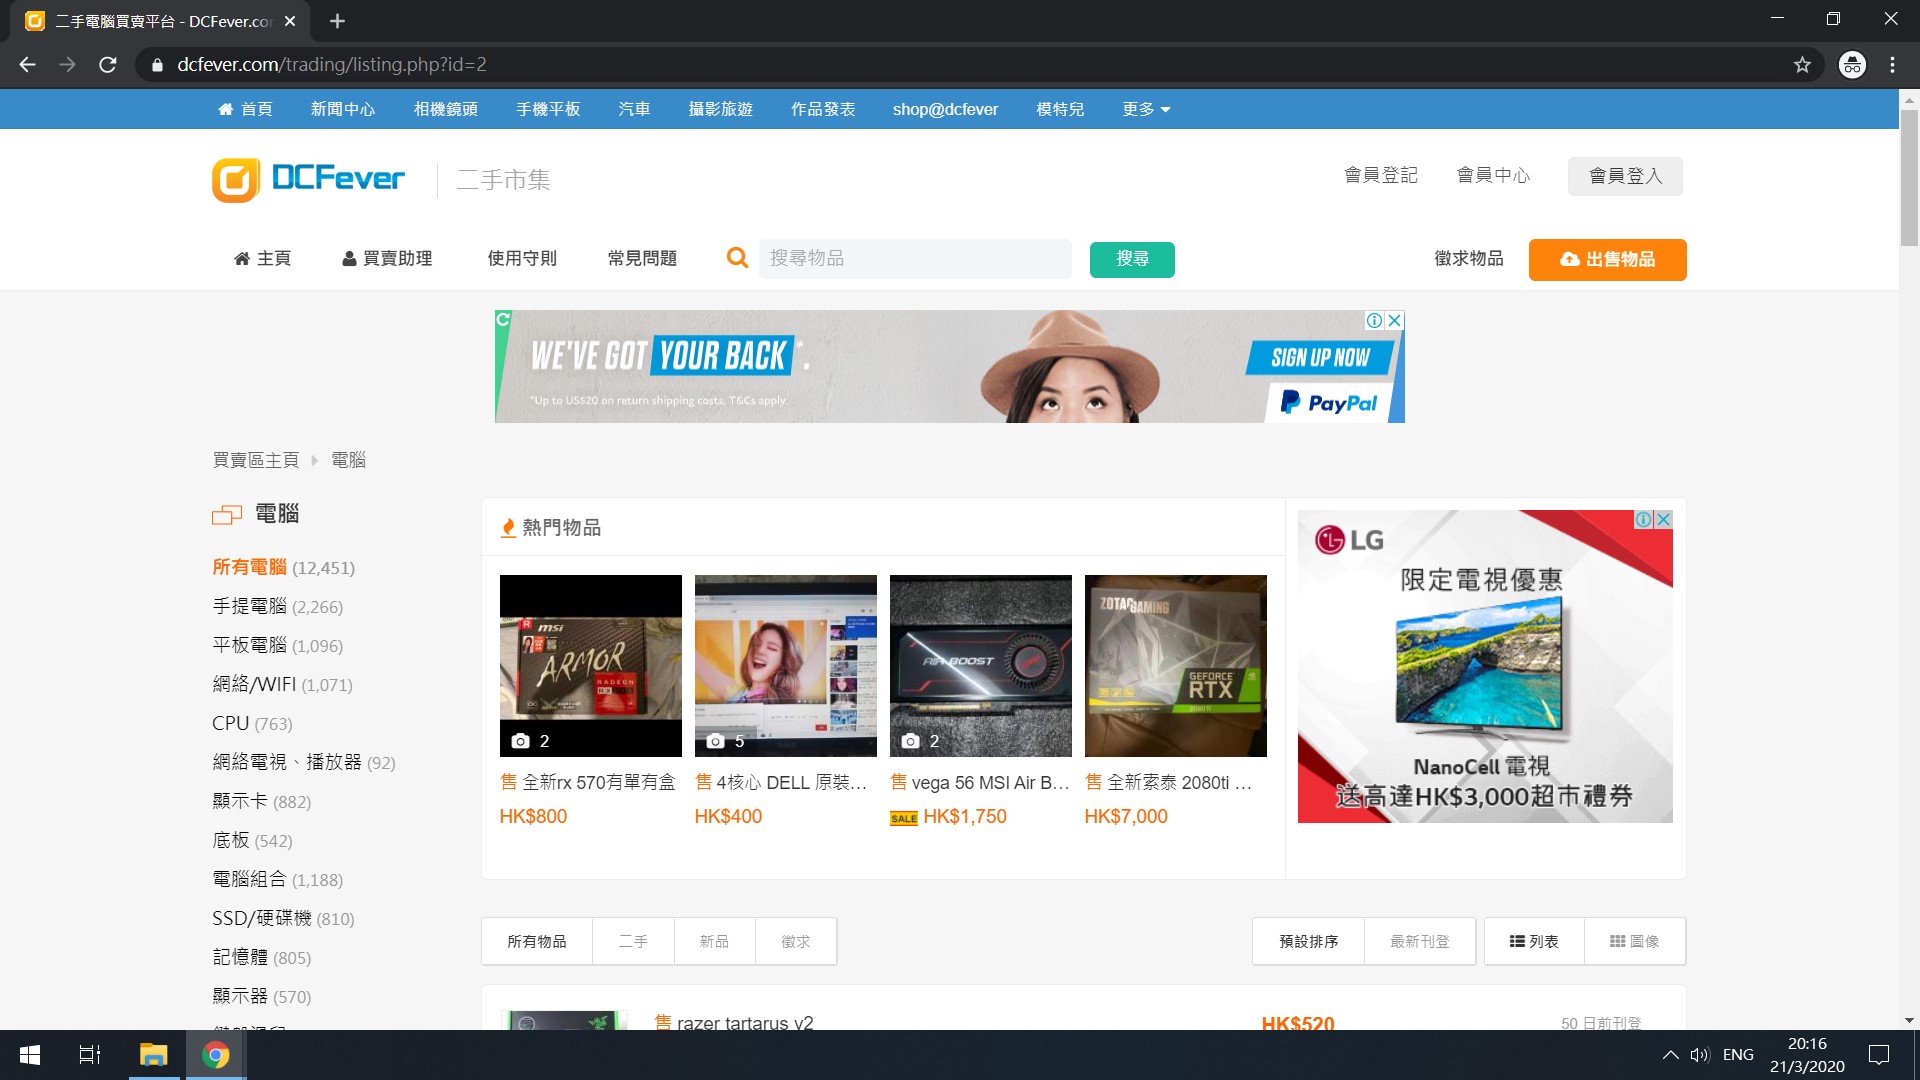 二手電腦買賣平台 - DCFever.com
dcfever.com/trading/listing.php?id=2
首頁 新聞中心 相機鏡頭 手機平板 汽車 攝影旅遊 作品發表 shop@dcfever 模特兒 更多
DCFever 二手市集
會員登記 會員中心 會員登入
主頁 買賣助理 使用守則 常見問題 搜尋物品 搜尋 徵求物品 出售物品
WE'VE GOT YOUR BACK*.
*Up to US$20 on return shipping costs, T&Cs apply.
SIGN UP NOW
PayPal
買賣區主頁 電腦
電腦
所有電腦 (12,451)
手提電腦 (2,266)
平板電腦 (1,096)
網絡/WIFI (1,071)
CPU (763)
網絡電視、播放器 (92)
顯示卡 (882)
底板 (542)
電腦組合 (1,188)
SSD/硬碟機 (810)
記憶體 (805)
顯示器 (570)
熱門物品
msi
ARMOR
RADEON
2
售 全新rx 570有單有盒
HK$800
5
售 4核心 DELL 原裝...
HK$400
AIR BOOST
2
售 vega 56 MSI Air B...
SALE HK$1,750
ZOTAC GAMING
GEFORCE
RTX
2080 Ti
售 全新索泰 2080ti ...
HK$7,000
LG
限定電視優惠
NanoCell 電視
送高達HK$3,000超市禮券
所有物品 二手 新品 徵求
預設排序 最新刊登 列表 圖像
售 razer tartarus v2 HK$520 50 日前刊登
ENG
20:16
21/3/2020